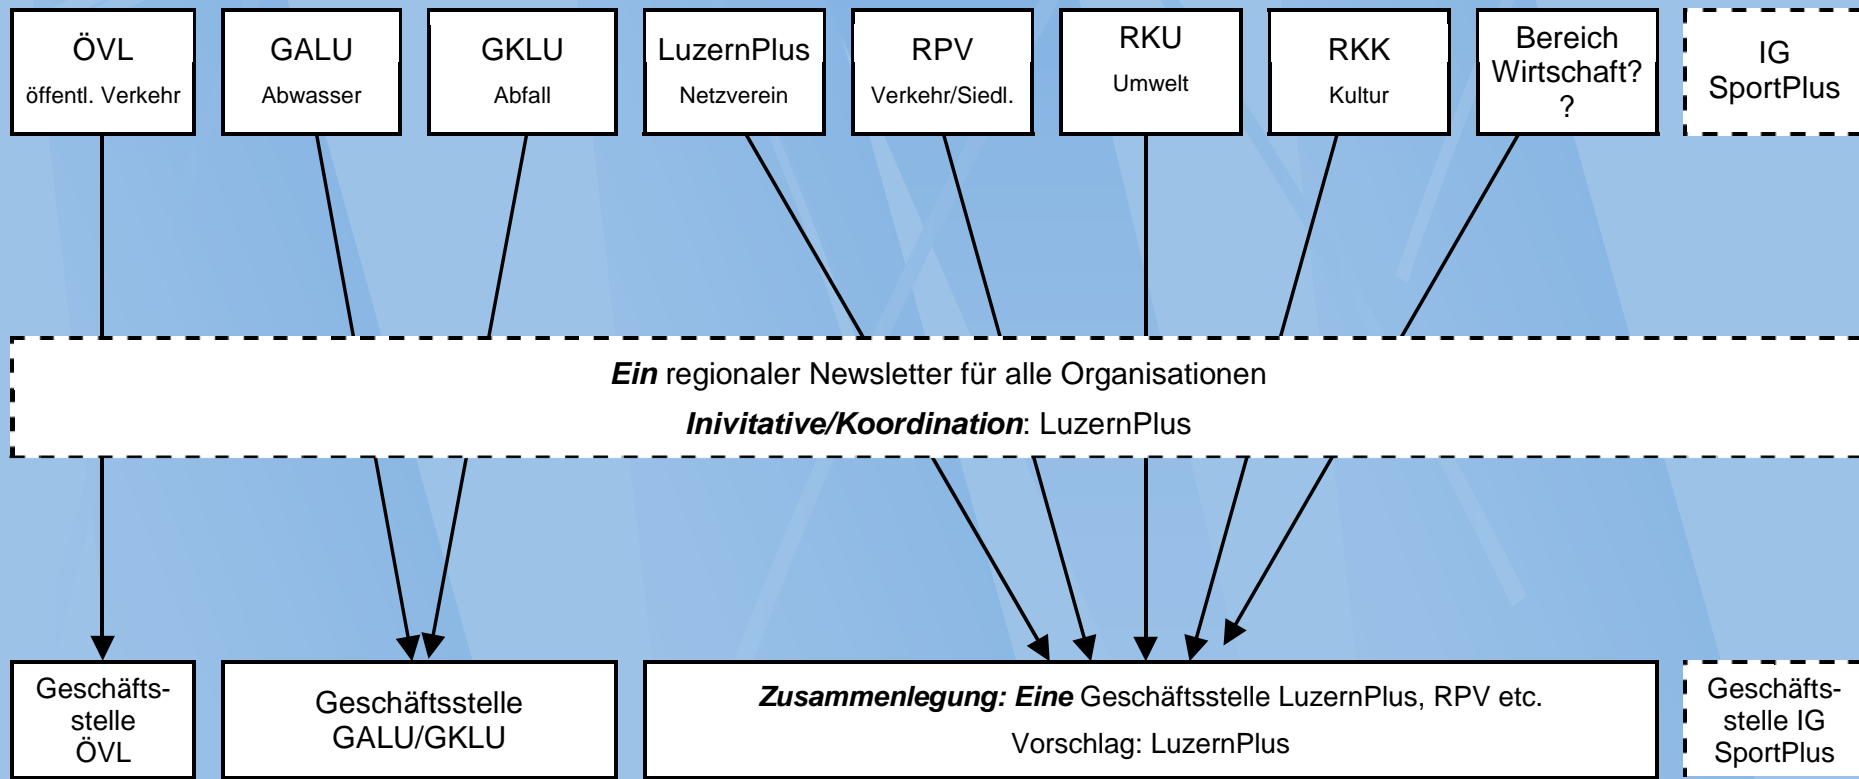 ÖVL
öffentl. Verkehr
GALU
Abwasser
GKLU
Abfall
LuzernPlus
Netzverein
RPV
Verkehr/Siedl.
RKU
Umwelt
RKK
Kultur
Bereich
Wirtschaft?
?
IG
SportPlus
Ein regionaler Newsletter für alle Organisationen
Inivitative/Koordination: LuzernPlus
Geschäfts-
stelle
ÖVL
Geschäftsstelle
GALU/GKLU
Zusammenlegung: Eine Geschäftsstelle LuzernPlus, RPV etc.
Vorschlag: LuzernPlus
Geschäfts-
stelle IG
SportPlus